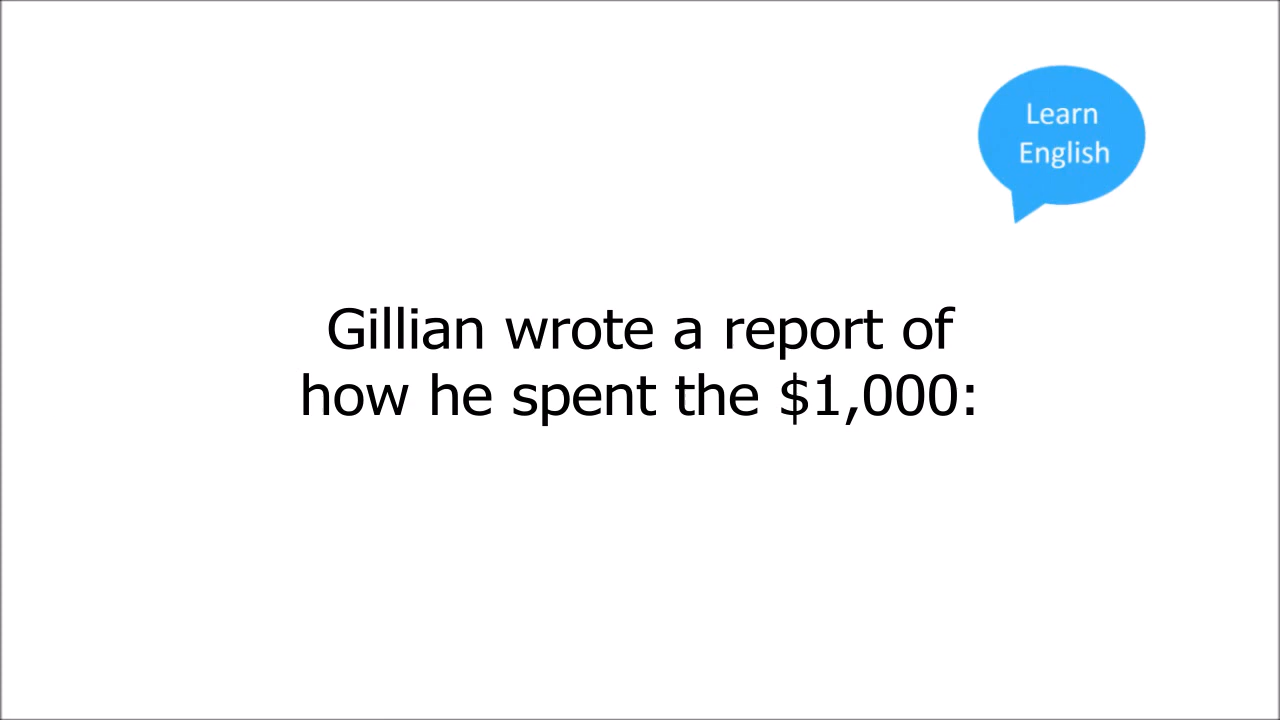 Learn
English
Gillian wrote a report of
how he spent the $1,000: